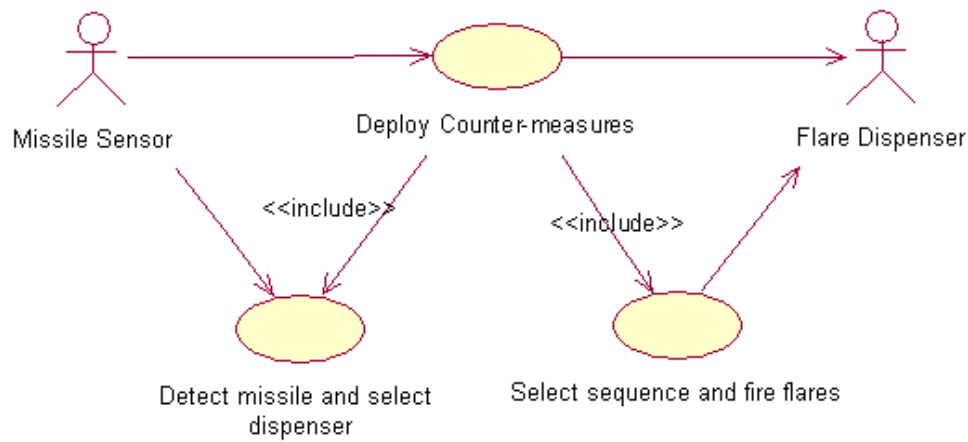 Missile Sensor
Deploy Counter-measures
Flare Dispenser
<<include>>
<<include>>
Detect missile and select
dispenser
Select sequence and fire flares